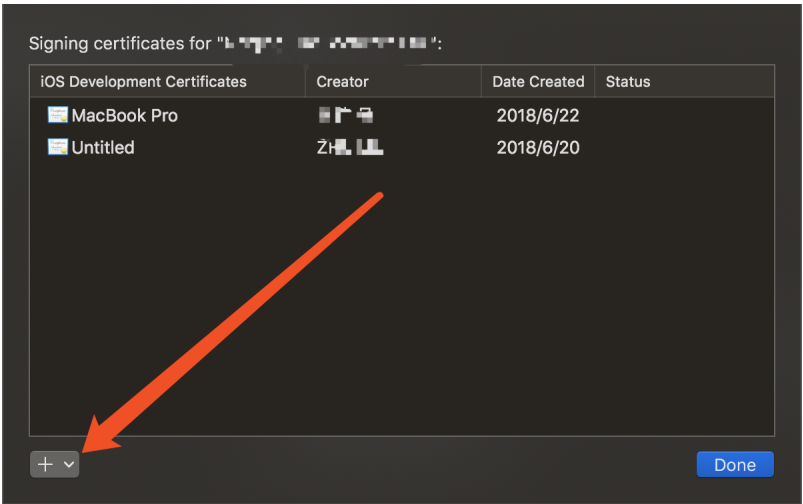 Signing certificates for "":
iOS Development Certificates Creator Date Created Status
MacBook Pro 2018/6/22
Untitled 2018/6/20
+
Done